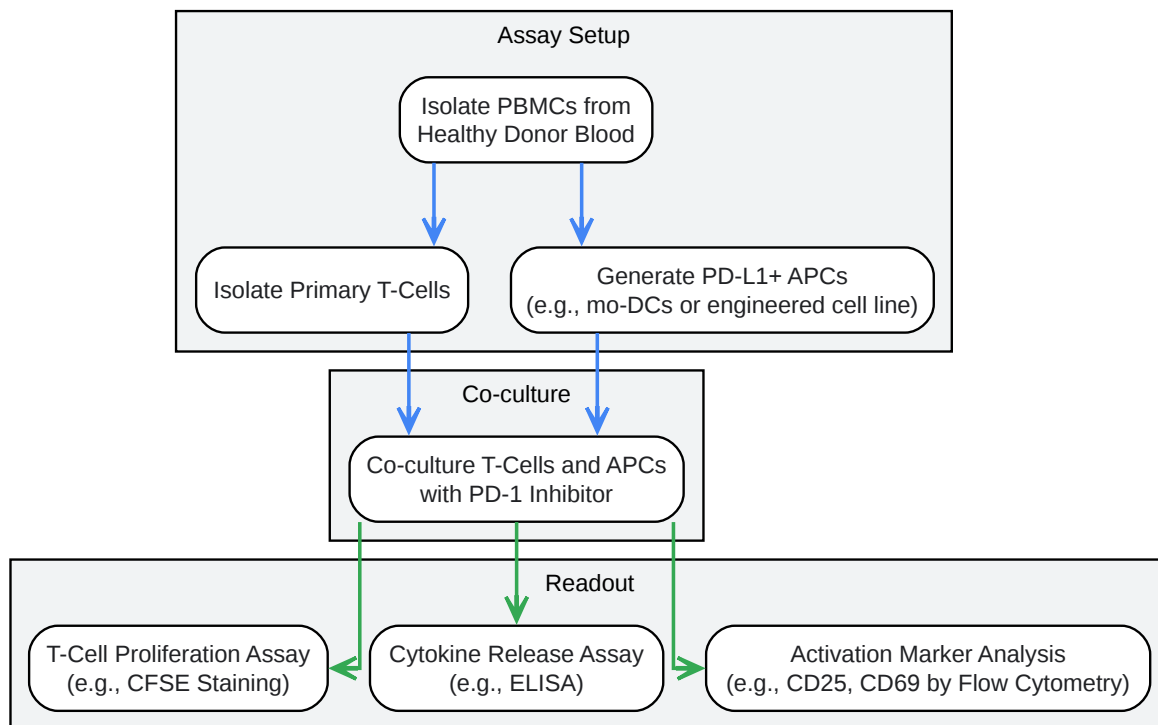 Assay Setup
Isolate PBMCs from
Healthy Donor Blood
Isolate Primary T-Cells
Generate PD-L1+ APCs
(e.g., mo-DCs or engineered cell line)
Co-culture
Co-culture T-Cells and APCs
with PD-1 Inhibitor
Readout
T-Cell Proliferation Assay
(e.g., CFSE Staining)
Cytokine Release Assay
(e.g., ELISA)
Activation Marker Analysis
(e.g., CD25, CD69 by Flow Cytometry)